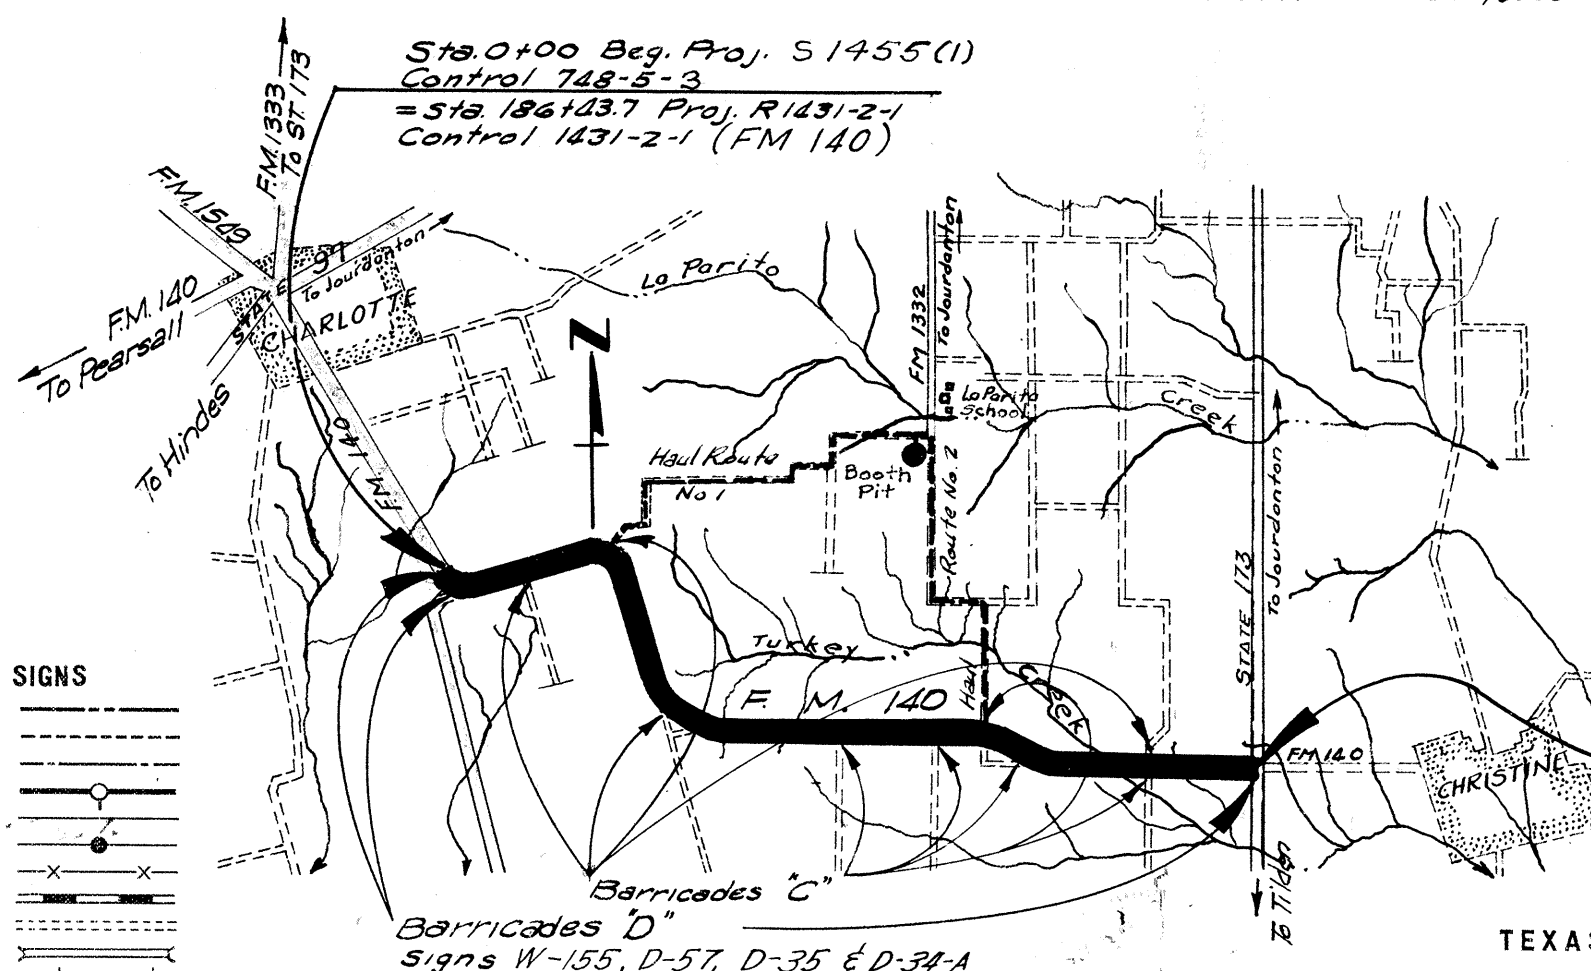 Sta. 0+00 Beg. Proj. S 1455(1)
Control 748-5-3
= Sta. 186+43.7 Proj. R 1431-2-1
Control 1431-2-1 (FM 140)
F.M. 1333
To ST. 173
F.M. 1549
STATE 97
To Jourdanton
CHARLOTTE
F.M. 140
To Pearsall
To Hindes
FM 140
La Parito
N
FM 1332
To Jourdanton
La Parito
School
Creek
Haul Route
No 1
Booth
Pit
Route No. 2
Haul
Turkey
Creek
F. M. 140
STATE 173
To Jourdanton
FM 140
CHRISTINE
To Tilden
SIGNS
Barricades "C"
Barricades "D"
Signs W-155, D-57, D-35 & D-34-A
TEXAS